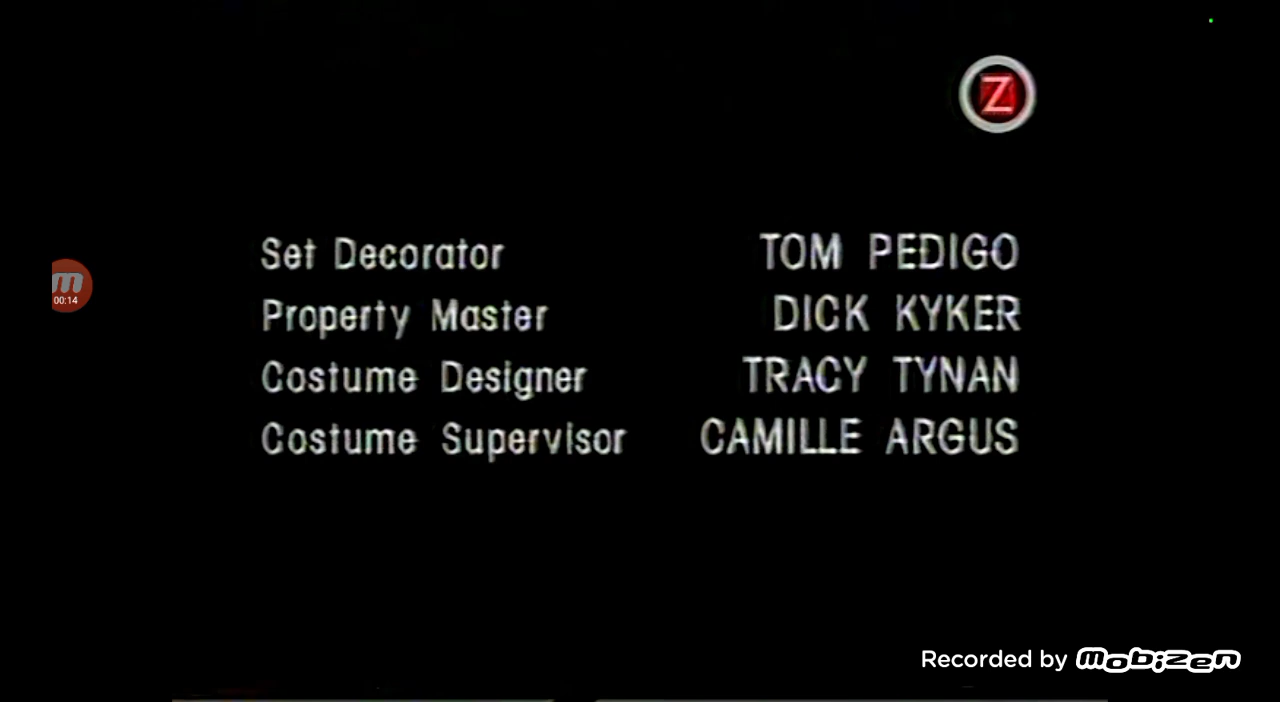 Z
Set Decorator TOM PEDIGO
Property Master DICK KYKER
00:14
Costume Designer TRACY TYNAN
Costume Supervisor CAMILLE ARGUS
Recorded by mobizen